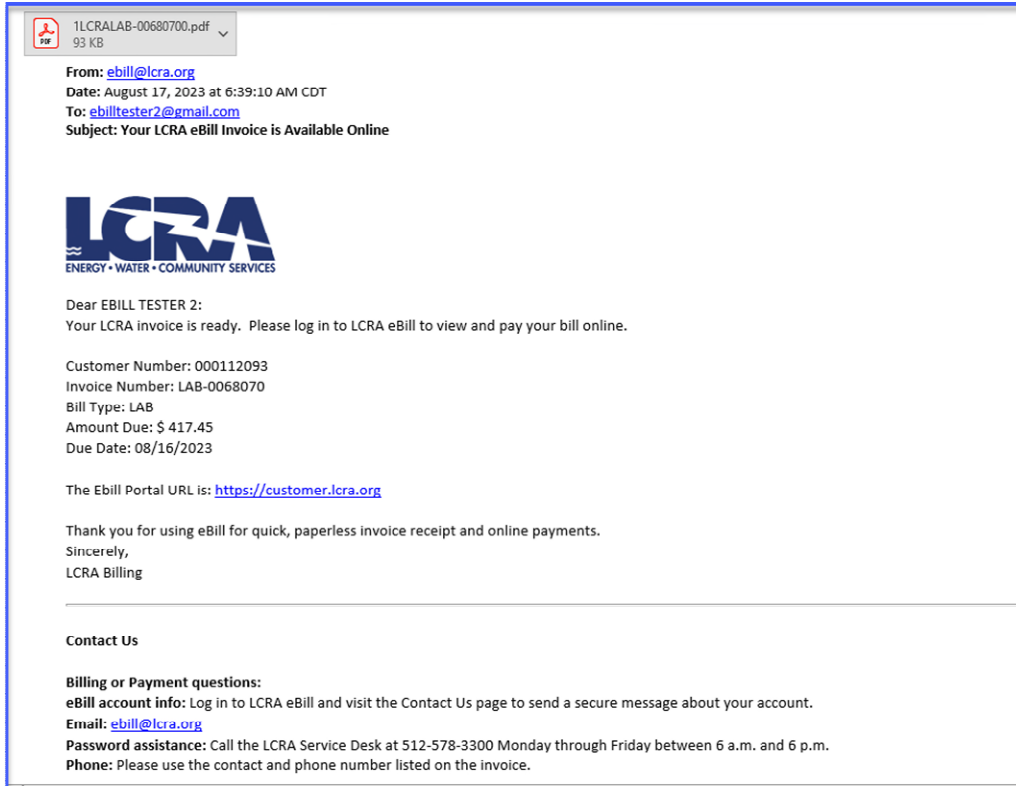 1LCRALAB-00680700.pdf
PDF
93 KB
From: ebill@lcra.org
Date: August 17, 2023 at 6:39:10 AM CDT
To: ebilltester2@gmail.com
Subject: Your LCRA eBill Invoice is Available Online
LCRA
ENERGY • WATER • COMMUNITY SERVICES
Dear EBILL TESTER 2:
Your LCRA invoice is ready.  Please log in to LCRA eBill to view and pay your bill online.
Customer Number: 000112093
Invoice Number: LAB-0068070
Bill Type: LAB
Amount Due: $ 417.45
Due Date: 08/16/2023
The Ebill Portal URL is: https://customer.lcra.org
Thank you for using eBill for quick, paperless invoice receipt and online payments.
Sincerely,
LCRA Billing
Contact Us
Billing or Payment questions:
eBill account info: Log in to LCRA eBill and visit the Contact Us page to send a secure message about your account.
Email: ebill@lcra.org
Password assistance: Call the LCRA Service Desk at 512-578-3300 Monday through Friday between 6 a.m. and 6 p.m.
Phone: Please use the contact and phone number listed on the invoice.